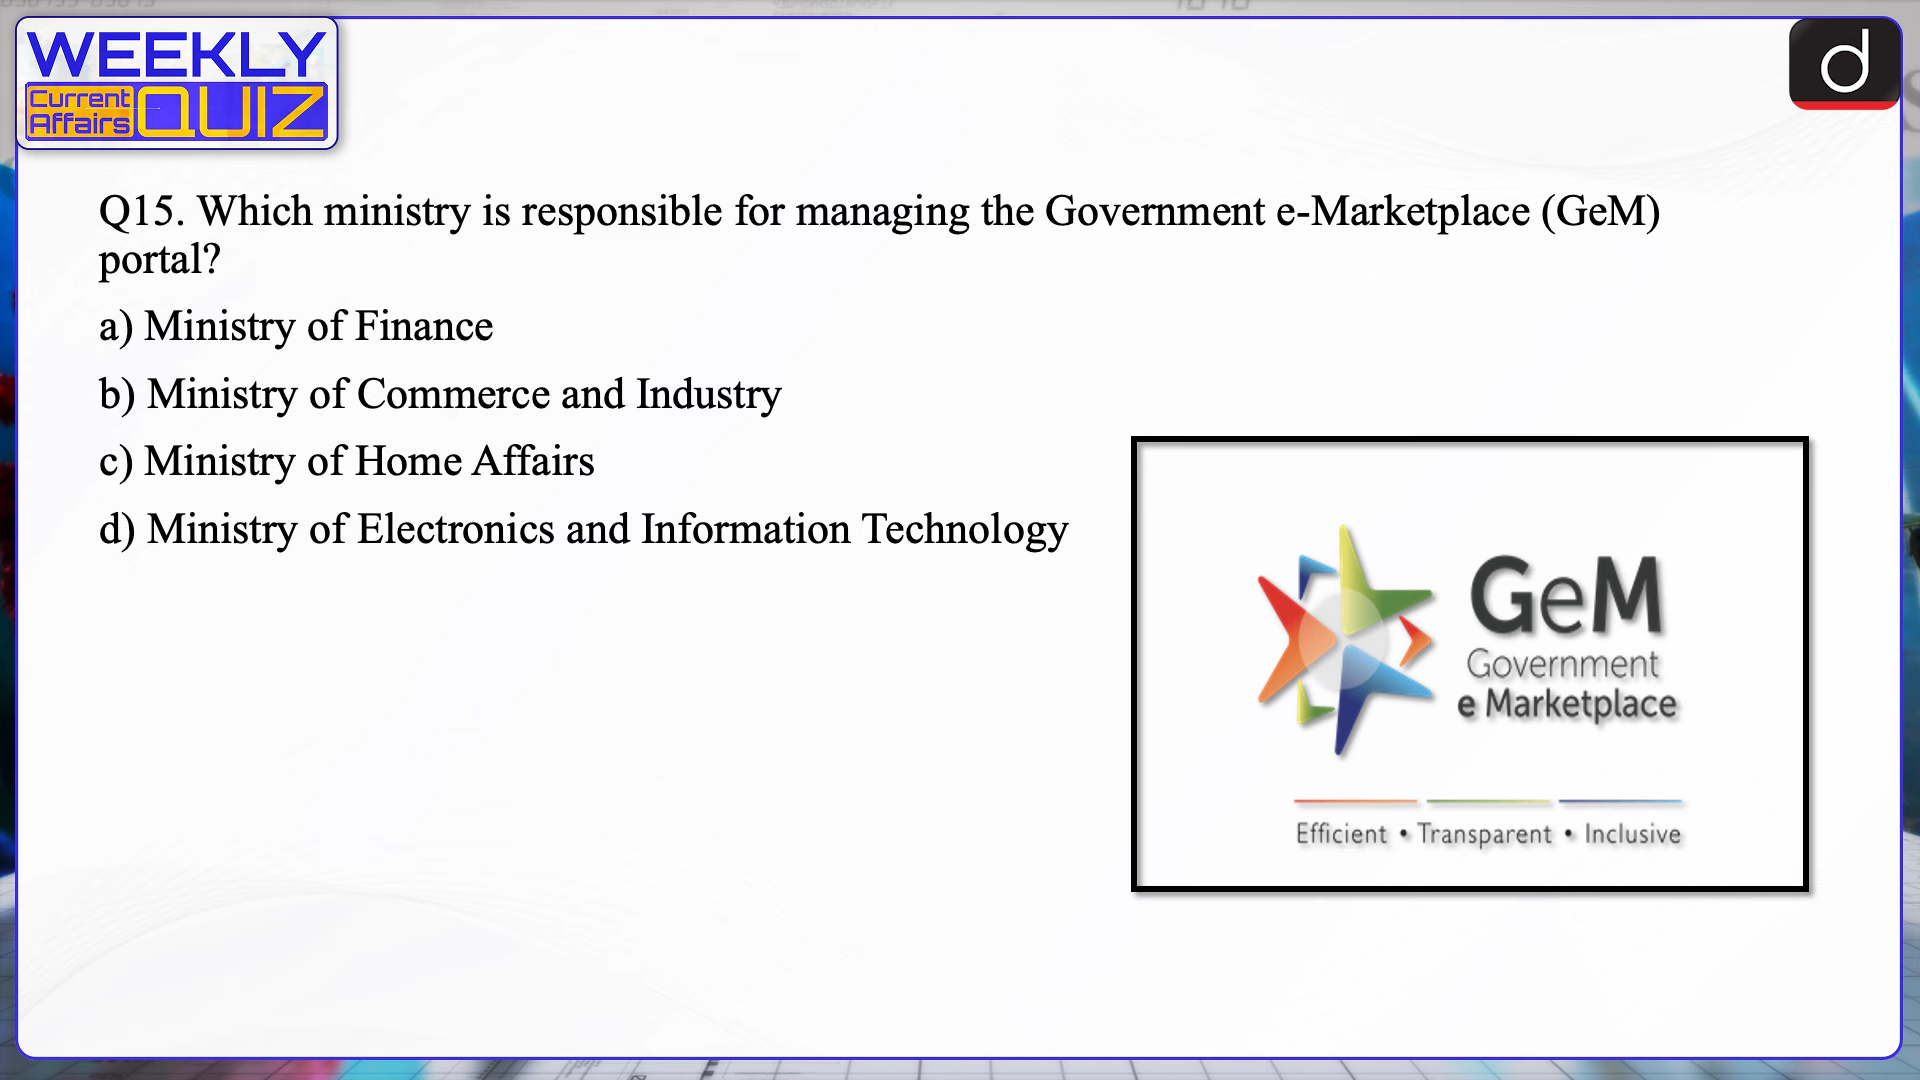 WEEKLY
Current
Affairs
QUIZ
d
Q15. Which ministry is responsible for managing the Government e-Marketplace (GeM)
portal?
a) Ministry of Finance
b) Ministry of Commerce and Industry
c) Ministry of Home Affairs
d) Ministry of Electronics and Information Technology
GeM
Government
e Marketplace
Efficient • Transparent • Inclusive